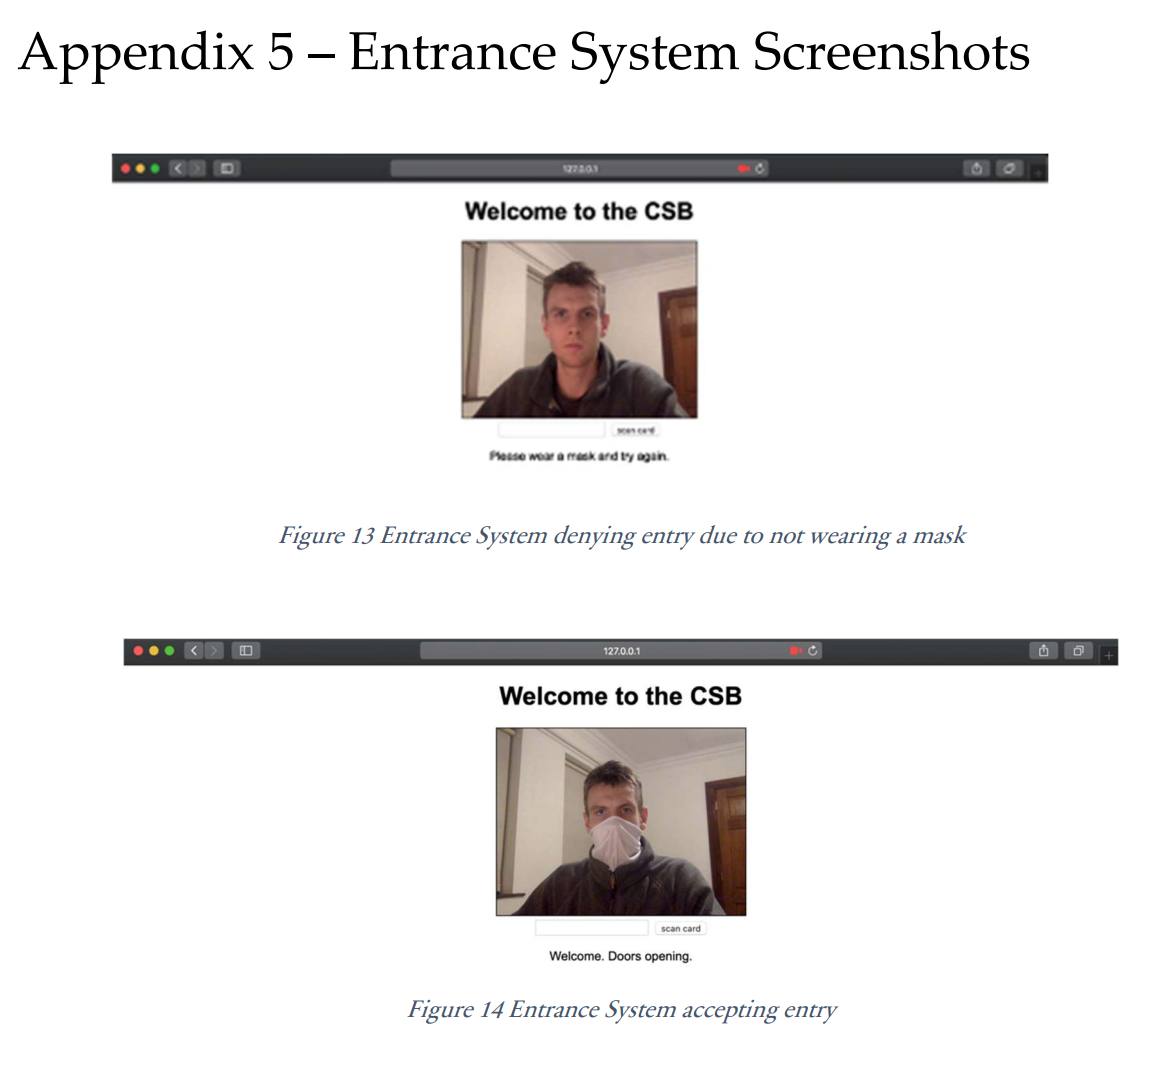 Appendix 5 – Entrance System Screenshots
127.0.0.1
Welcome to the CSB
scan card
Please wear a mask and try again.
Figure 13 Entrance System denying entry due to not wearing a mask
127.0.0.1
Welcome to the CSB
scan card
Welcome. Doors opening.
Figure 14 Entrance System accepting entry